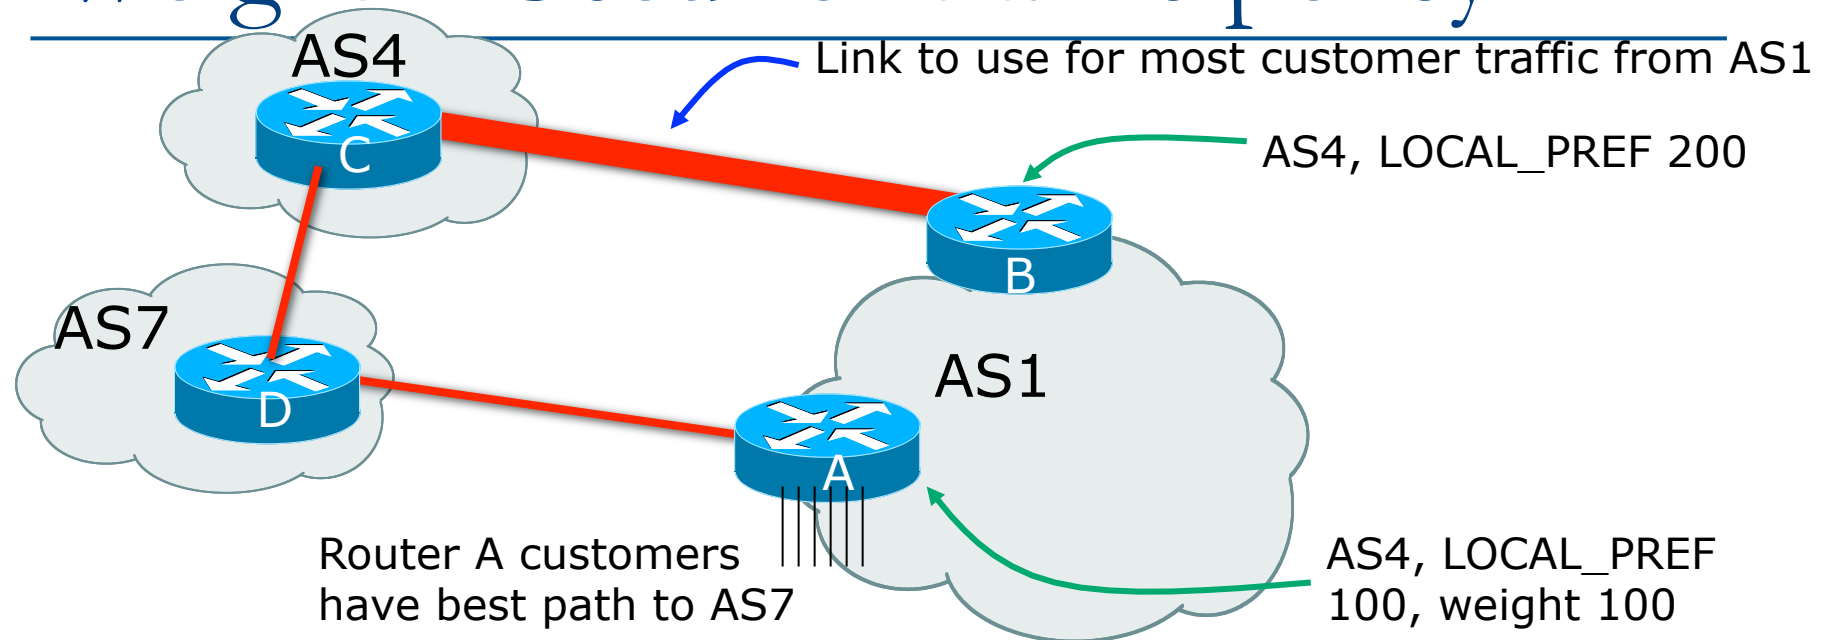 AS4
Link to use for most customer traffic from AS1
C
AS4, LOCAL_PREF 200
B
AS7
D
AS1
A
Router A customers
have best path to AS7
AS4, LOCAL_PREF
100, weight 100